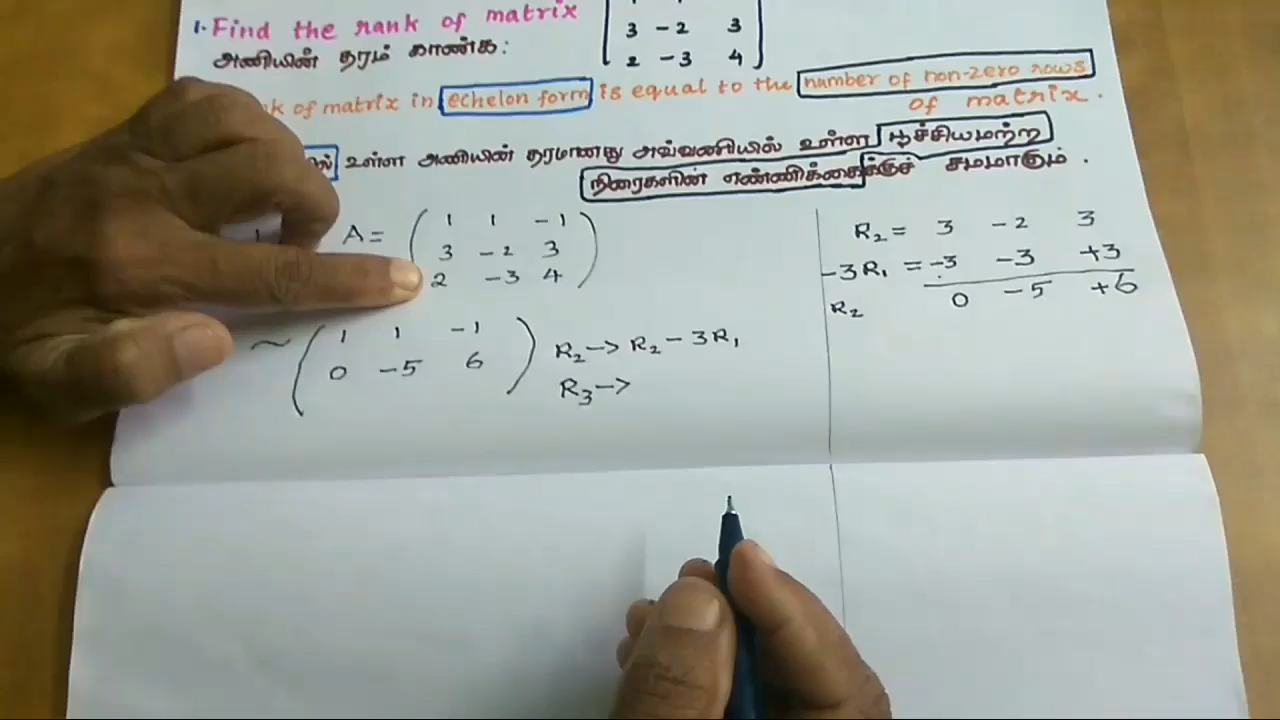 1. Find the rank of matrix
அணியின் தரம் காண்க :
3 -2 3
2 -3 4
of matrix in echelon form is equal to the number of non-zero rows
of matrix.
உள்ள அணியின் தரமானது அவ்வணியில் உள்ள பூச்சியமற்ற
நிரைகளின் எண்ணிக்கைக்குச் சமமாகும் .
A = ( 1 1 -1
3 -2 3
2 -3 4 )
~ ( 1 1 -1
0 -5 6 )
R2 -> R2 - 3R1
R3 ->
R2 = 3 -2 3
-3R1 = -3 -3 +3
R2 0 -5 +6